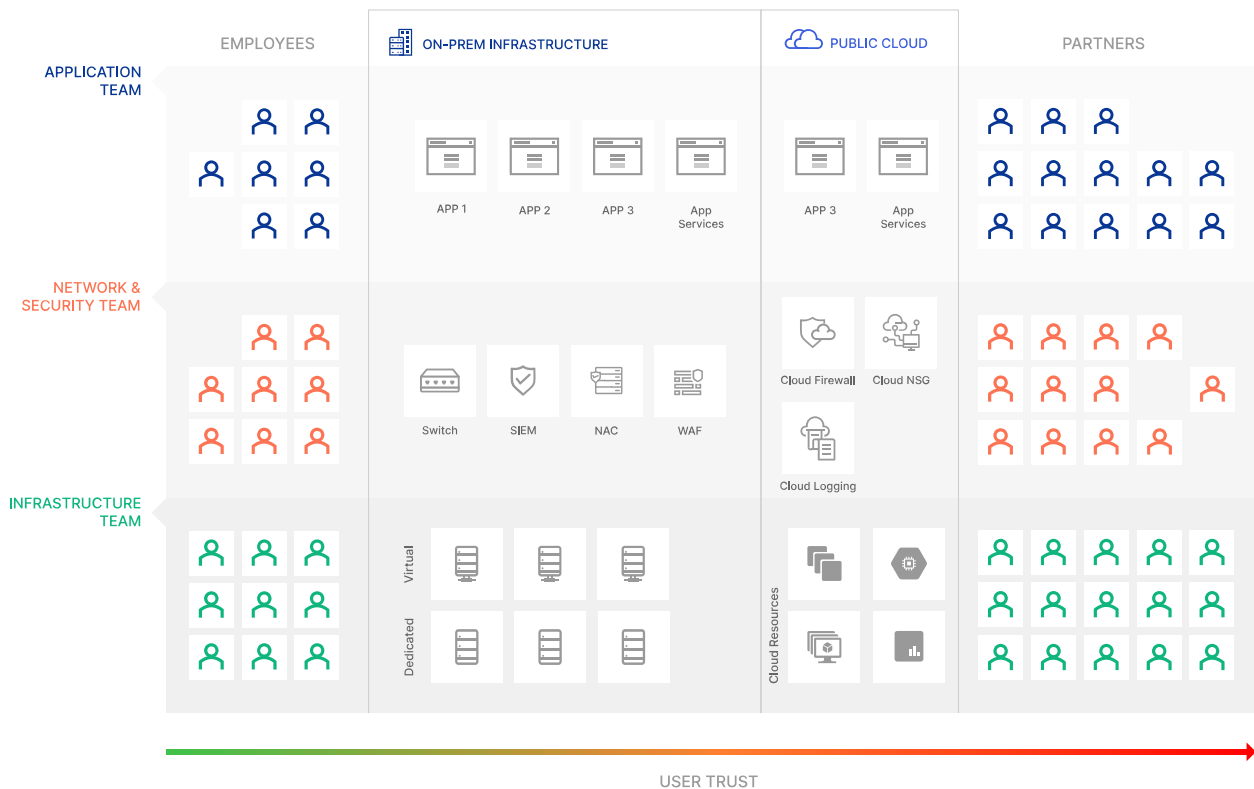 EMPLOYEES
ON-PREM INFRASTRUCTURE
PUBLIC CLOUD
PARTNERS
APPLICATION
TEAM
APP 1
APP 2
APP 3
App
Services
APP 3
App
Services
NETWORK &
SECURITY TEAM
Cloud Firewall
Cloud NSG
Switch
SIEM
NAC
WAF
Cloud Logging
INFRASTRUCTURE
TEAM
Virtual
Dedicated
Cloud Resources
USER TRUST